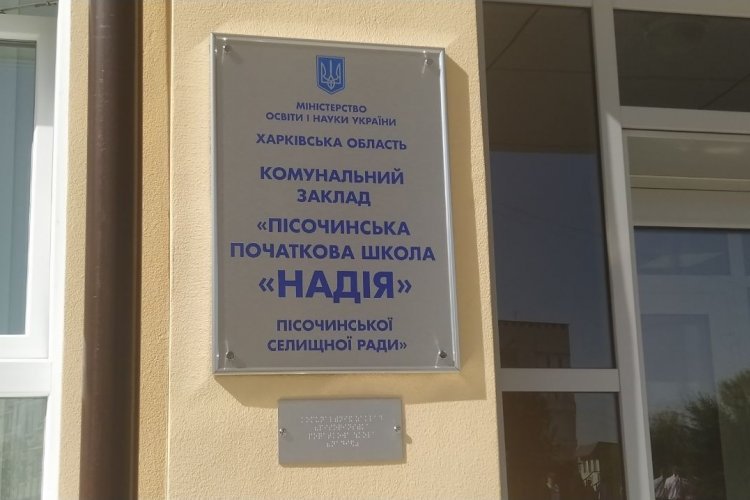 МІНІСТЕРСТВО
ОСВІТИ І НАУКИ УКРАЇНИ
ХАРКІВСЬКА ОБЛАСТЬ
КОМУНАЛЬНИЙ
ЗАКЛАД
«ПІСОЧИНСЬКА
ПОЧАТКОВА ШКОЛА
«НАДІЯ»
ПІСОЧИНСЬКОЇ
СЕЛИЩНОЇ РАДИ»